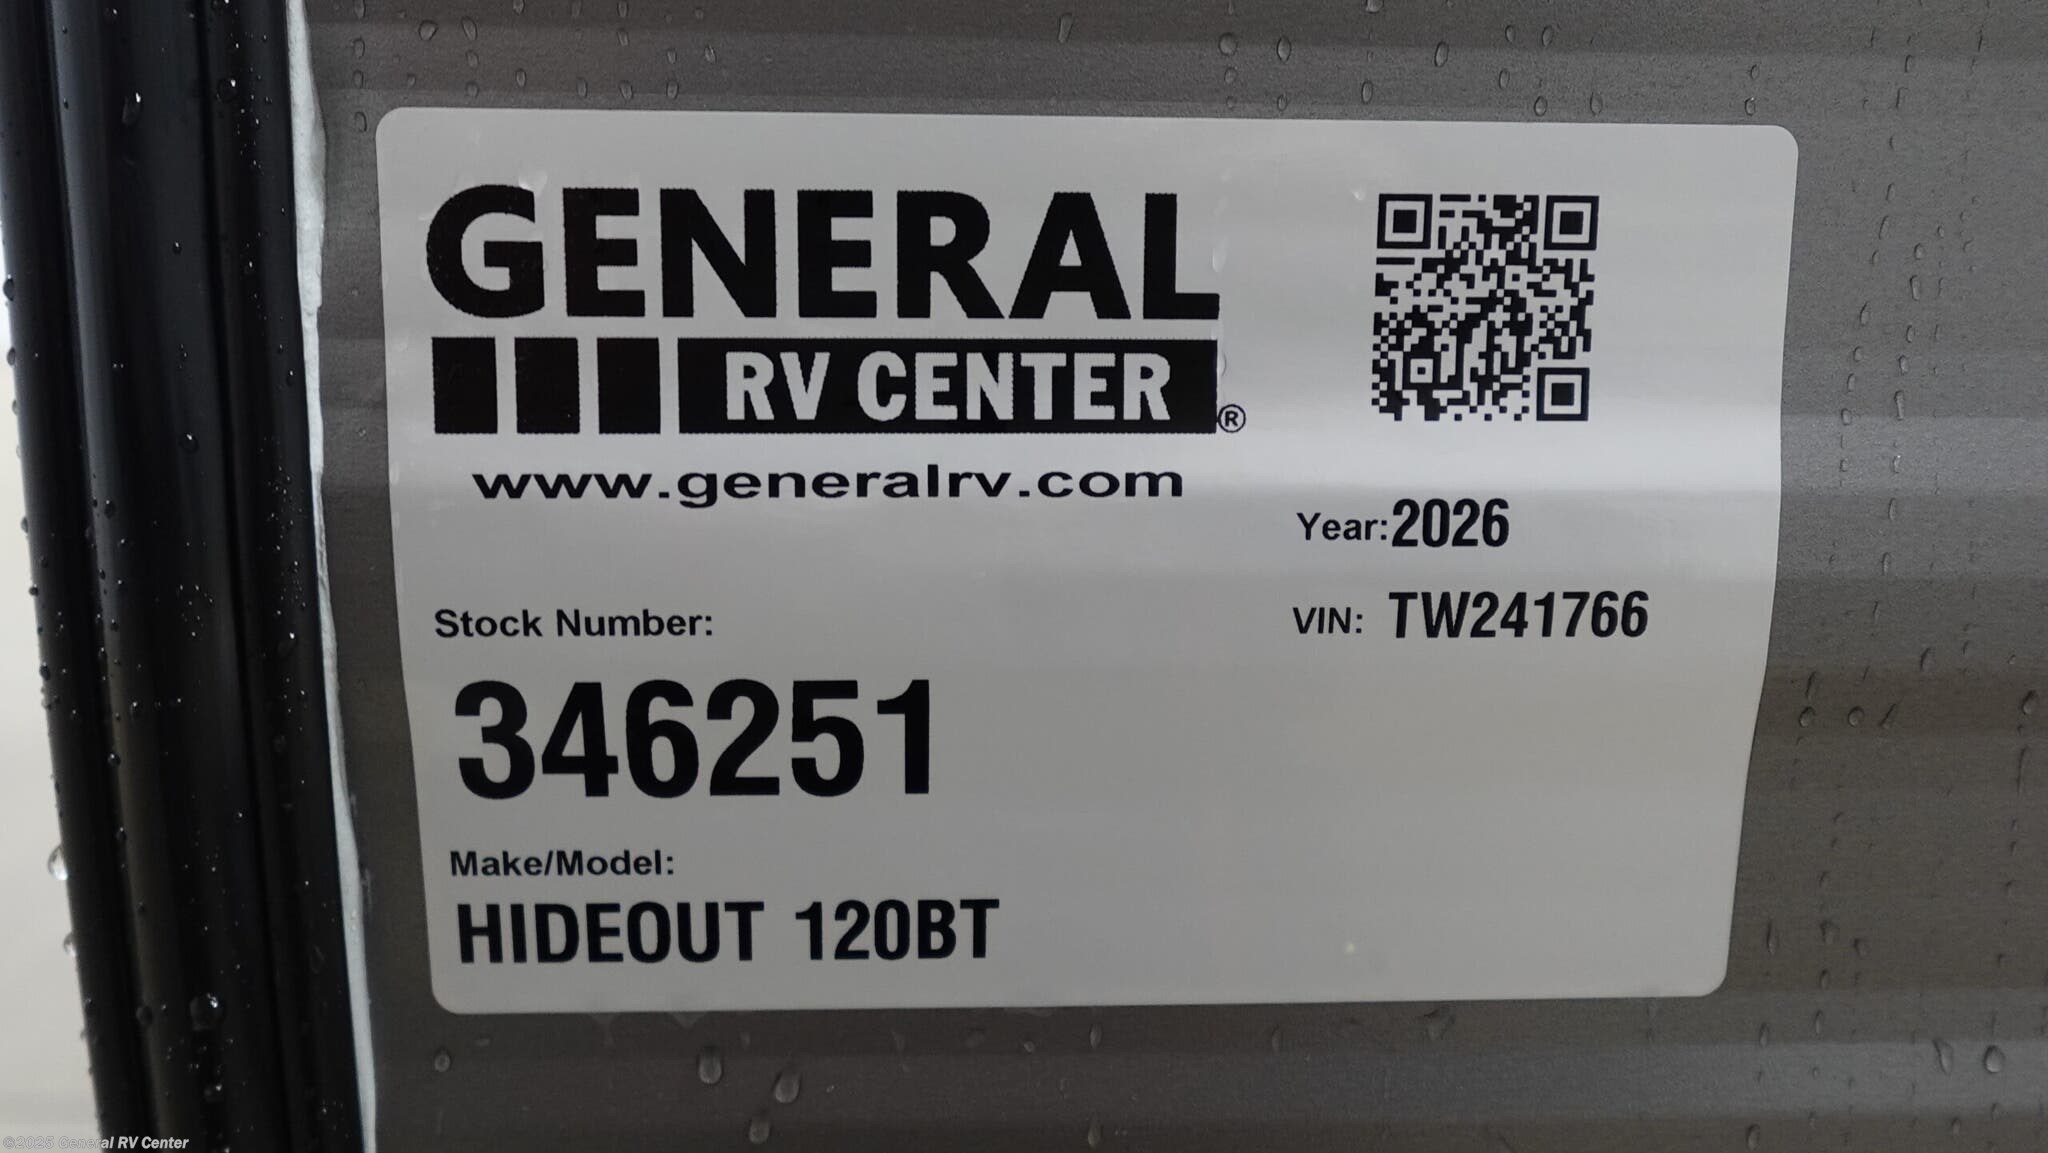 GENERAL
RV CENTER®
www.generalrv.com
Year:2026
VIN: TW241766
Stock Number:
346251
Make/Model:
HIDEOUT 120BT
©2025 General RV Center